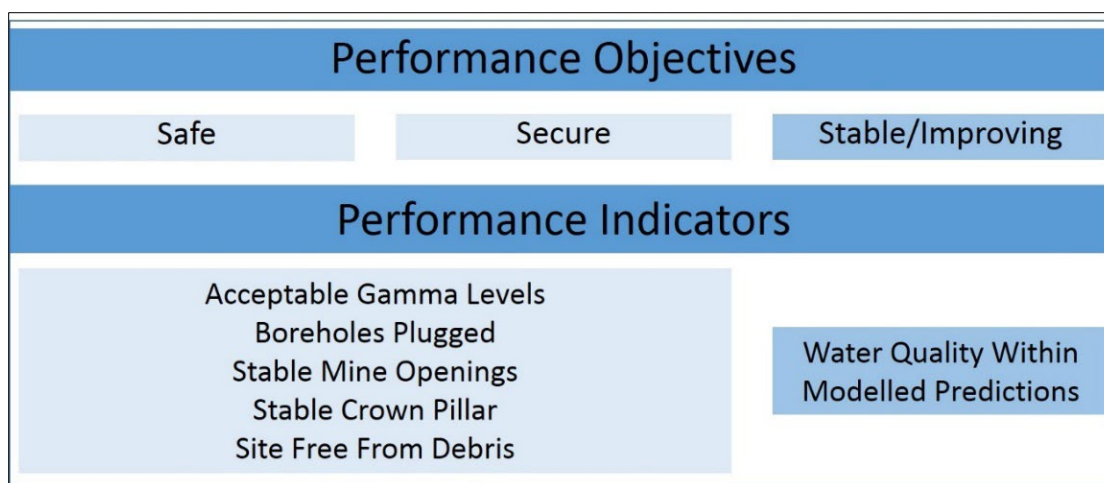 Performance Objectives
Safe
Secure
Stable/Improving
Performance Indicators
Acceptable Gamma Levels
Boreholes Plugged
Stable Mine Openings
Stable Crown Pillar
Site Free From Debris
Water Quality Within
Modelled Predictions